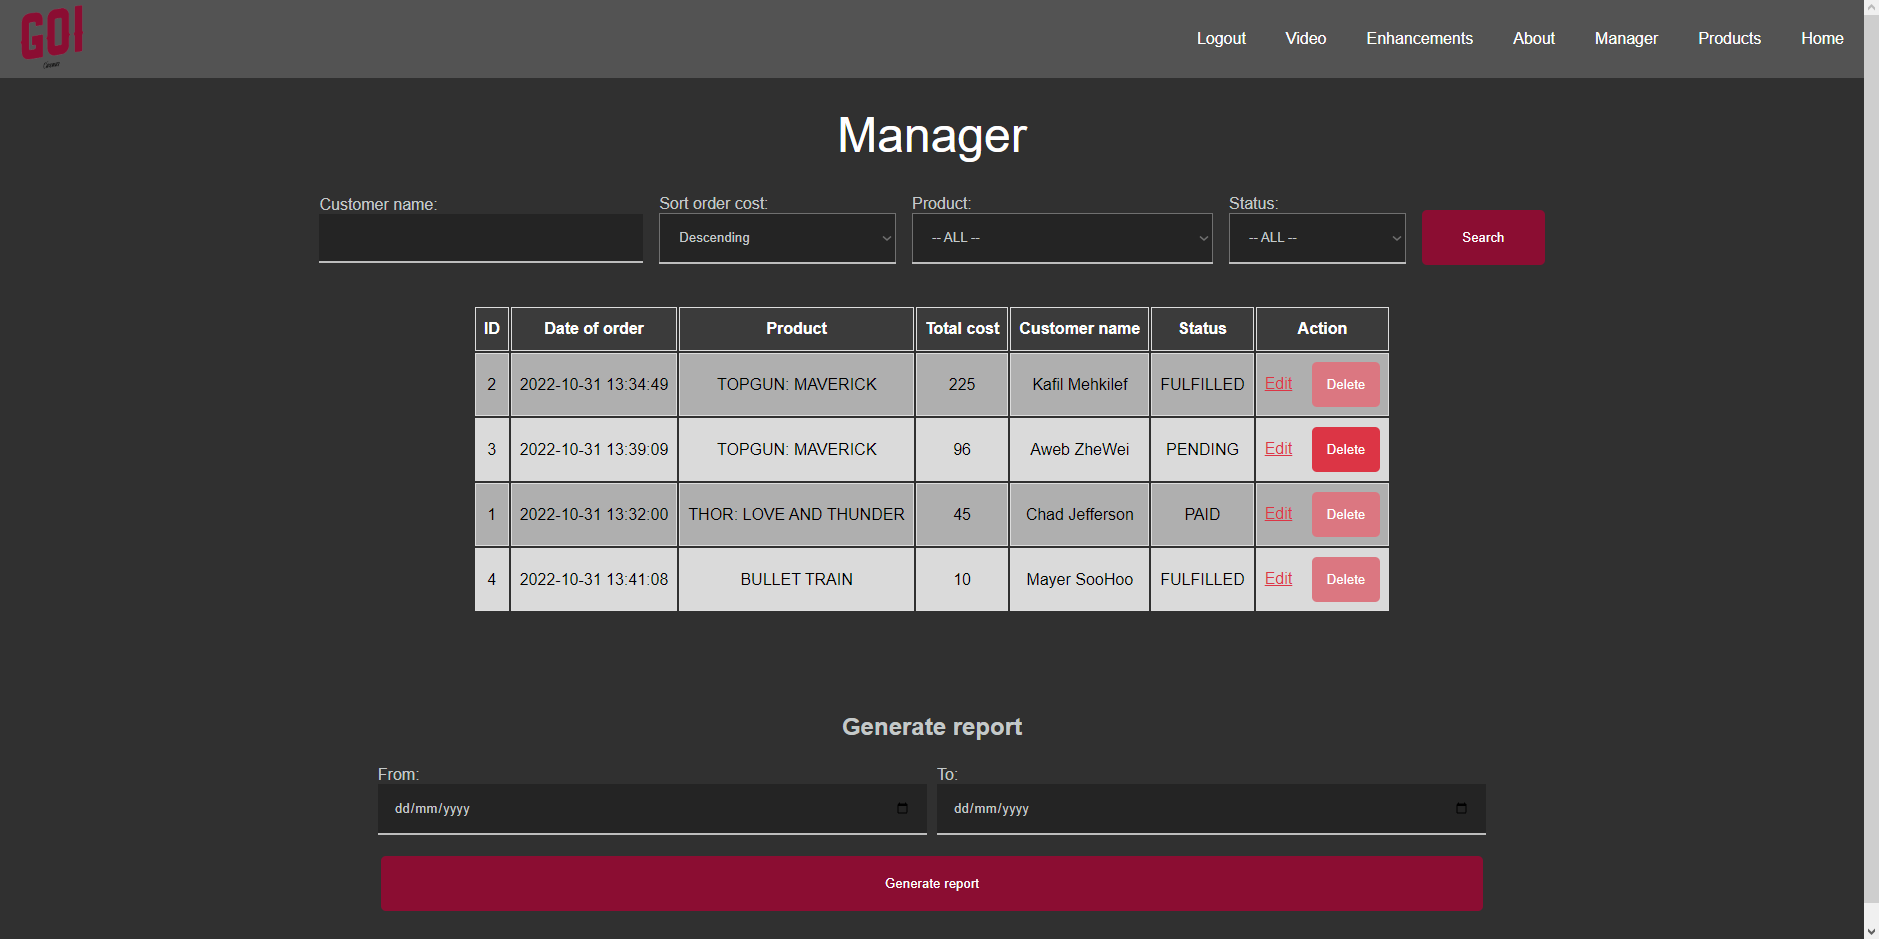 GOI
Logout Video Enhancements About Manager Products Home
Manager
Customer name: Sort order cost: Product: Status:
Descending -- ALL -- -- ALL -- Search
ID Date of order Product Total cost Customer name Status Action
2 2022-10-31 13:34:49 TOPGUN: MAVERICK 225 Kafil Mehkilef FULFILLED Edit Delete
3 2022-10-31 13:39:09 TOPGUN: MAVERICK 96 Aweb ZheWei PENDING Edit Delete
1 2022-10-31 13:32:00 THOR: LOVE AND THUNDER 45 Chad Jefferson PAID Edit Delete
4 2022-10-31 13:41:08 BULLET TRAIN 10 Mayer SooHoo FULFILLED Edit Delete
Generate report
From: To:
dd/mm/yyyy dd/mm/yyyy
Generate report